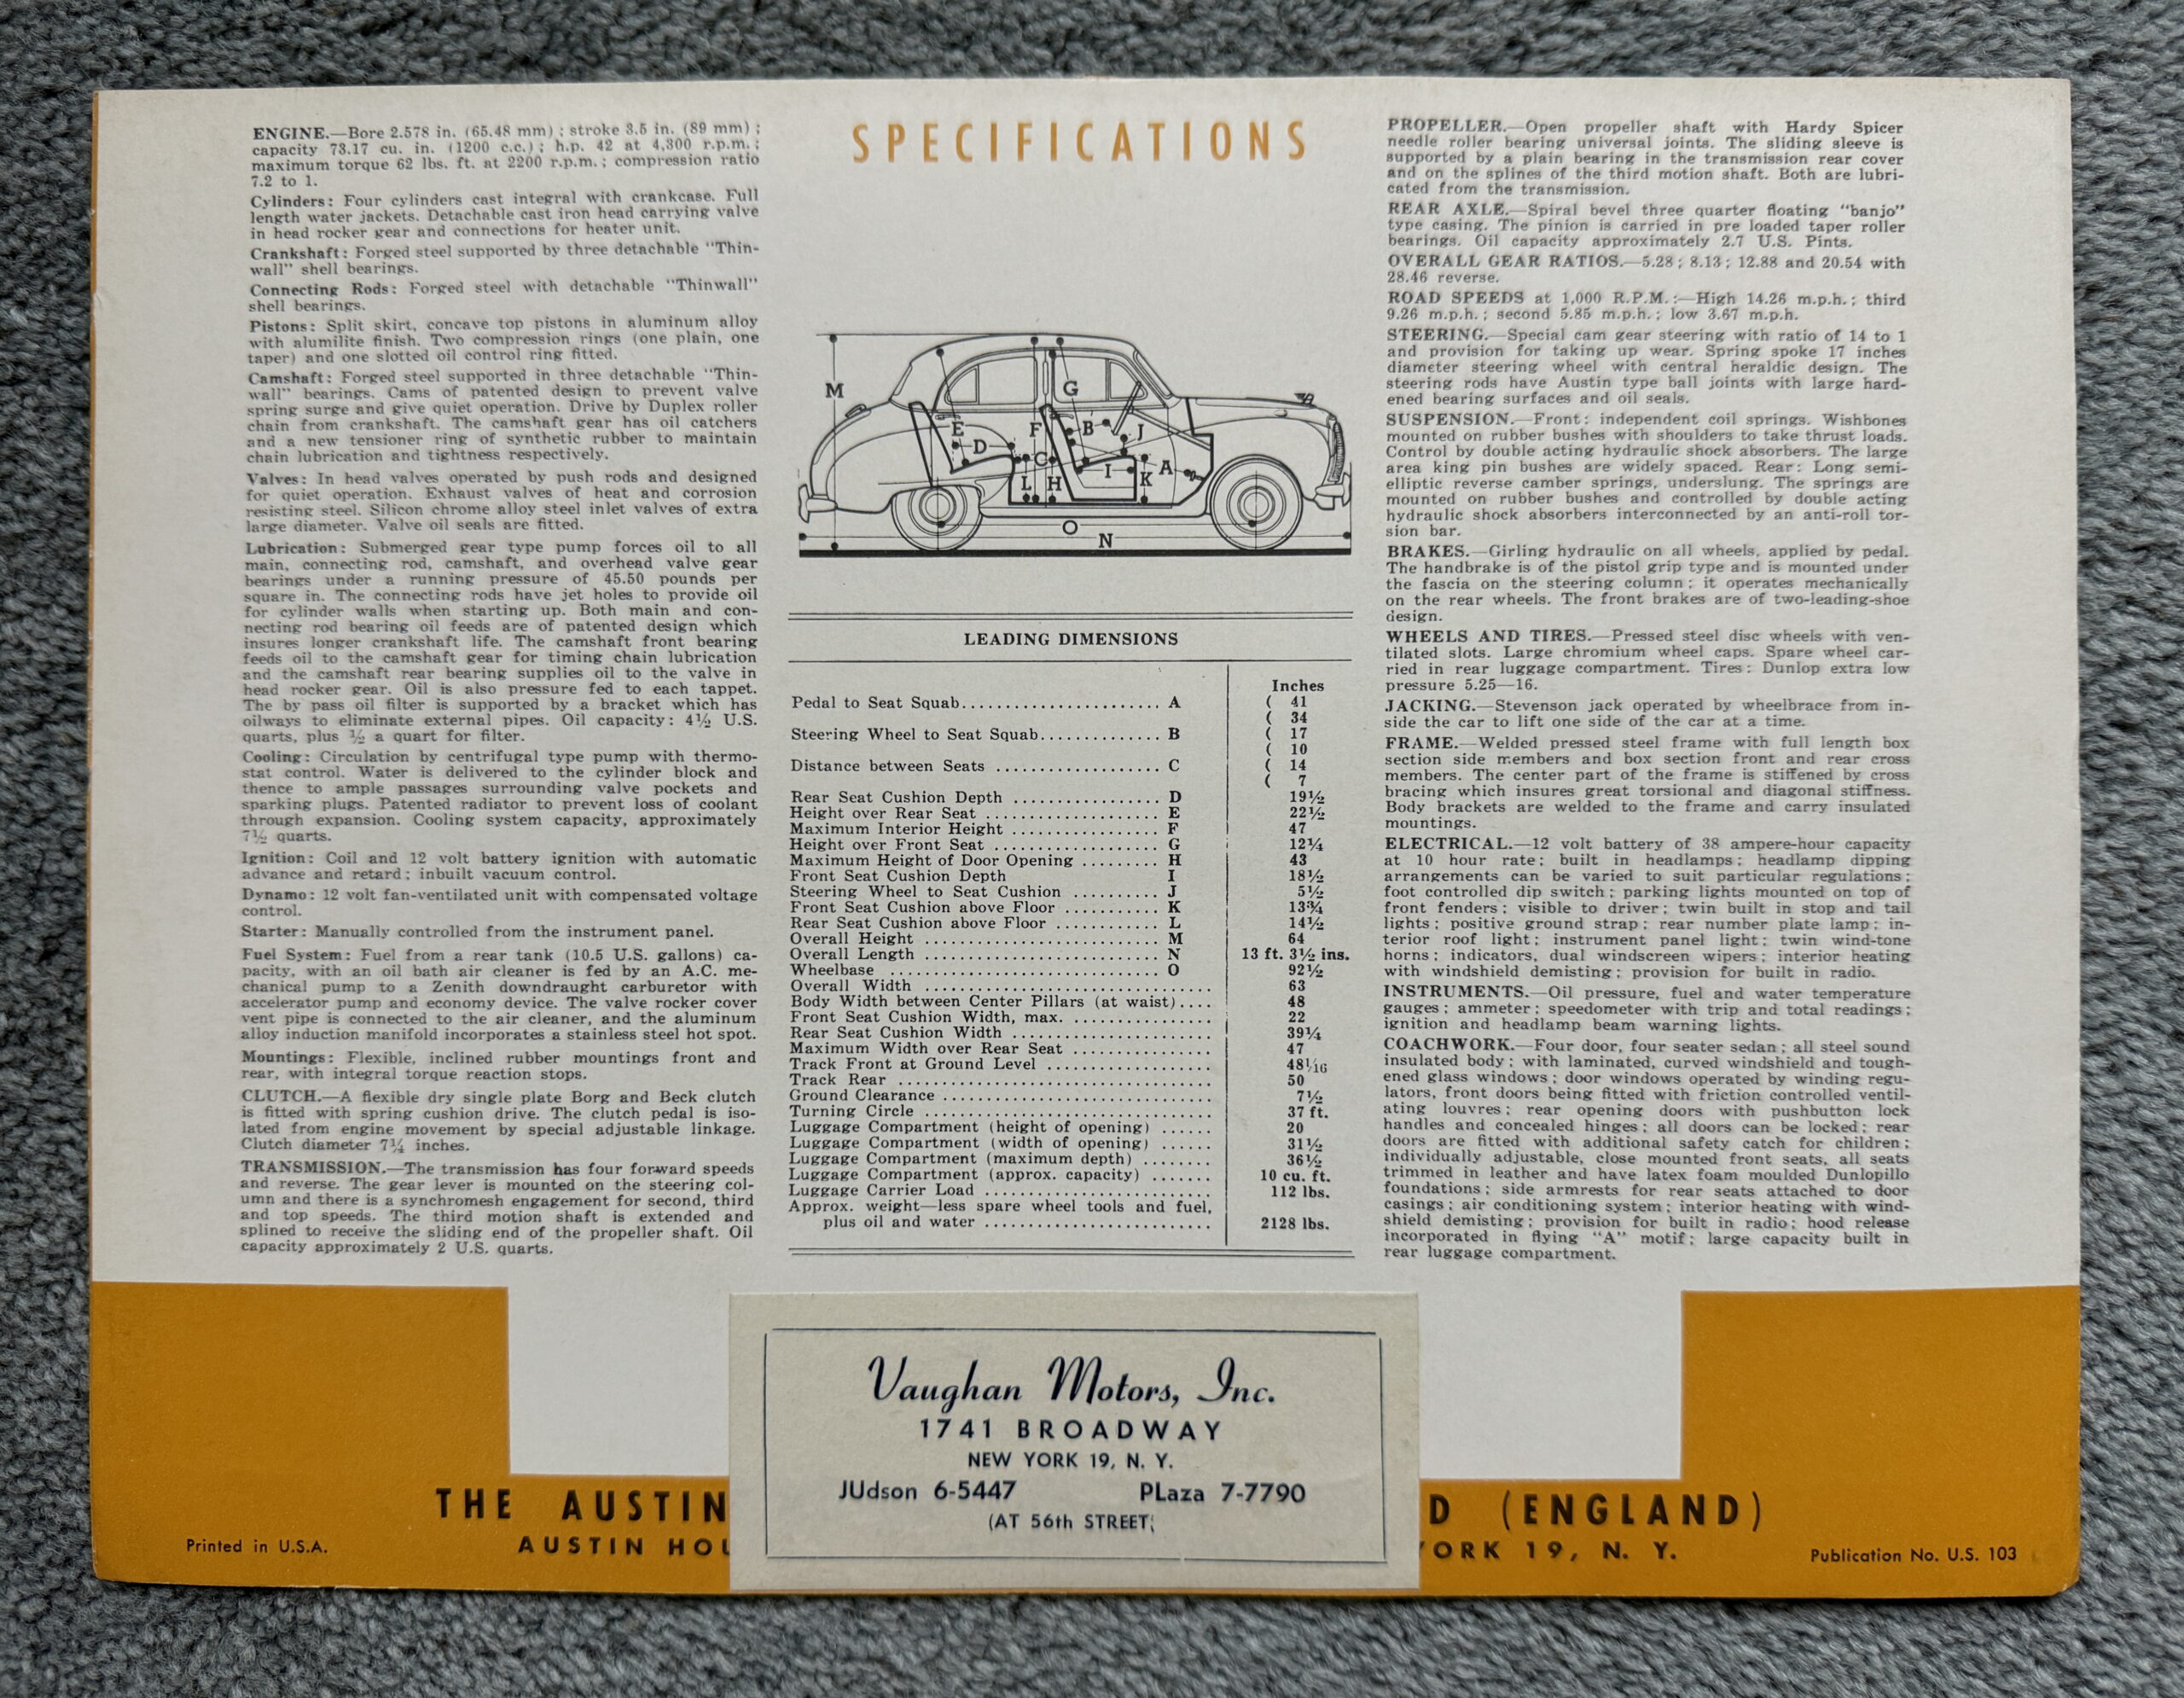 ENGINE.—Bore 2.578 in. (65.48 mm) ; stroke 3.5 in. (89 mm) ;
capacity 73.17 cu. in. (1200 c.c.) ; h.p. 42 at 4,300 r.p.m. ;
maximum torque 62 lbs. ft. at 2200 r.p.m. ; compression ratio
7.2 to 1.
Cylinders : Four cylinders cast integral with crankcase. Full
length water jackets. Detachable cast iron head carrying valve
in head rocker gear and connections for heater unit.
Crankshaft : Forged steel supported by three detachable "Thin-
wall" shell bearings.
Connecting Rods : Forged steel with detachable "Thinwall"
shell bearings.
Pistons : Split skirt, concave top pistons in aluminum alloy
with alumilite finish. Two compression rings (one plain, one
taper) and one slotted oil control ring fitted.
Camshaft : Forged steel supported in three detachable "Thin-
wall" bearings. Cams of patented design to prevent valve
spring surge and give quiet operation. Drive by Duplex roller
chain from crankshaft. The camshaft gear has oil catchers
and a new tensioner ring of synthetic rubber to maintain
chain lubrication and tightness respectively.
Valves : In head valves operated by push rods and designed
for quiet operation. Exhaust valves of heat and corrosion
resisting steel. Silicon chrome alloy steel inlet valves of extra
large diameter. Valve oil seals are fitted.
Lubrication : Submerged gear type pump forces oil to all
main, connecting rod, camshaft, and overhead valve gear
bearings under a running pressure of 45.50 pounds per
square in. The connecting rods have jet holes to provide oil
for cylinder walls when starting up. Both main and con-
necting rod bearing oil feeds are of patented design which
insures longer crankshaft life. The camshaft front bearing
feeds oil to the camshaft gear for timing chain lubrication
and the camshaft rear bearing supplies oil to the valve in
head rocker gear. Oil is also pressure fed to each tappet.
The by pass oil filter is supported by a bracket which has
oilways to eliminate external pipes. Oil capacity : 4½ U.S.
quarts, plus ½ a quart for filter.
Cooling : Circulation by centrifugal type pump with thermo-
stat control. Water is delivered to the cylinder block and
thence to ample passages surrounding valve pockets and
sparking plugs. Patented radiator to prevent loss of coolant
through expansion. Cooling system capacity, approximately
7½ quarts.
Ignition : Coil and 12 volt battery ignition with automatic
advance and retard ; inbuilt vacuum control.
Dynamo : 12 volt fan-ventilated unit with compensated voltage
control.
Starter : Manually controlled from the instrument panel.
Fuel System : Fuel from a rear tank (10.5 U.S. gallons) ca-
pacity, with an oil bath air cleaner is fed by an A.C. me-
chanical pump to a Zenith downdraught carburetor with
accelerator pump and economy device. The valve rocker cover
vent pipe is connected to the air cleaner, and the aluminum
alloy induction manifold incorporates a stainless steel hot spot.
Mountings : Flexible, inclined rubber mountings front and
rear, with integral torque reaction stops.
CLUTCH.—A flexible dry single plate Borg and Beck clutch
is fitted with spring cushion drive. The clutch pedal is iso-
lated from engine movement by special adjustable linkage.
Clutch diameter 7¼ inches.
TRANSMISSION.—The transmission has four forward speeds
and reverse. The gear lever is mounted on the steering col-
umn and there is a synchromesh engagement for second, third
and top speeds. The third motion shaft is extended and
splined to receive the sliding end of the propeller shaft. Oil
capacity approximately 2 U.S. quarts.
SPECIFICATIONS
M
G
E
F
B
J
D
C
I
A
L
H
K
O
N
LEADING DIMENSIONS
Inches
Pedal to Seat Squab........................ A ( 41
( 34
Steering Wheel to Seat Squab.............. B ( 17
( 10
Distance between Seats .................... C ( 14
( 7
Rear Seat Cushion Depth .................. D 19½
Height over Rear Seat ..................... E 22½
Maximum Interior Height .................. F 47
Height over Front Seat .................... G 12¼
Maximum Height of Door Opening ......... H 43
Front Seat Cushion Depth I 18½
Steering Wheel to Seat Cushion .......... J 5½
Front Seat Cushion above Floor ........... K 13¾
Rear Seat Cushion above Floor ............ L 14½
Overall Height ............................ M 64
Overall Length ............................ N 13 ft. 3½ ins.
Wheelbase ................................ O 92½
Overall Width ................................. 63
Body Width between Center Pillars (at waist).... 48
Front Seat Cushion Width, max. ................ 22
Rear Seat Cushion Width ....................... 39¼
Maximum Width over Rear Seat ................ 47
Track Front at Ground Level ................... 48 1/16
Track Rear .................................... 50
Ground Clearance ............................... 7½
Turning Circle ................................. 37 ft.
Luggage Compartment (height of opening) ...... 20
Luggage Compartment (width of opening) ....... 31½
Luggage Compartment (maximum depth) ........ 36½
Luggage Compartment (approx. capacity) ....... 10 cu. ft.
Luggage Carrier Load .......................... 112 lbs.
Approx. weight—less spare wheel tools and fuel,
plus oil and water .......................... 2128 lbs.
PROPELLER.—Open propeller shaft with Hardy Spicer
needle roller bearing universal joints. The sliding sleeve is
supported by a plain bearing in the transmission rear cover
and on the splines of the third motion shaft. Both are lubri-
cated from the transmission.
REAR AXLE.—Spiral bevel three quarter floating "banjo"
type casing. The pinion is carried in pre loaded taper roller
bearings. Oil capacity approximately 2.7 U.S. Pints.
OVERALL GEAR RATIOS.—5.28 ; 8.13 ; 12.88 and 20.54 with
28.46 reverse.
ROAD SPEEDS at 1,000 R.P.M. :—High 14.26 m.p.h. ; third
9.26 m.p.h. ; second 5.85 m.p.h. ; low 3.67 m.p.h.
STEERING.—Special cam gear steering with ratio of 14 to 1
and provision for taking up wear. Spring spoke 17 inches
diameter steering wheel with central heraldic design. The
steering rods have Austin type ball joints with large hard-
ened bearing surfaces and oil seals.
SUSPENSION.—Front : independent coil springs. Wishbones
mounted on rubber bushes with shoulders to take thrust loads.
Control by double acting hydraulic shock absorbers. The large
area king pin bushes are widely spaced. Rear : Long semi-
elliptic reverse camber springs, underslung. The springs are
mounted on rubber bushes and controlled by double acting
hydraulic shock absorbers interconnected by an anti-roll tor-
sion bar.
BRAKES.—Girling hydraulic on all wheels, applied by pedal.
The handbrake is of the pistol grip type and is mounted under
the fascia on the steering column ; it operates mechanically
on the rear wheels. The front brakes are of two-leading-shoe
design.
WHEELS AND TIRES.—Pressed steel disc wheels with ven-
tilated slots. Large chromium wheel caps. Spare wheel car-
ried in rear luggage compartment. Tires : Dunlop extra low
pressure 5.25—16.
JACKING.—Stevenson jack operated by wheelbrace from in-
side the car to lift one side of the car at a time.
FRAME.—Welded pressed steel frame with full length box
section side members and box section front and rear cross
members. The center part of the frame is stiffened by cross
bracing which insures great torsional and diagonal stiffness.
Body brackets are welded to the frame and carry insulated
mountings.
ELECTRICAL.—12 volt battery of 38 ampere-hour capacity
at 10 hour rate ; built in headlamps ; headlamp dipping
arrangements can be varied to suit particular regulations ;
foot controlled dip switch ; parking lights mounted on top of
front fenders ; visible to driver ; twin built in stop and tail
lights ; positive ground strap ; rear number plate lamp ; in-
terior roof light ; instrument panel light ; twin wind-tone
horns ; indicators, dual windscreen wipers ; interior heating
with windshield demisting ; provision for built in radio.
INSTRUMENTS.—Oil pressure, fuel and water temperature
gauges ; ammeter ; speedometer with trip and total readings ;
ignition and headlamp beam warning lights.
COACHWORK.—Four door, four seater sedan ; all steel sound
insulated body ; with laminated, curved windshield and tough-
ened glass windows ; door windows operated by winding regu-
lators, front doors being fitted with friction controlled ventil-
ating louvres ; rear opening doors with pushbutton lock
handles and concealed hinges ; all doors can be locked ; rear
doors are fitted with additional safety catch for children ;
individually adjustable, close mounted front seats, all seats
trimmed in leather and have latex foam moulded Dunlopillo
foundations ; side armrests for rear seats attached to door
casings ; air conditioning system ; interior heating with wind-
shield demisting ; provision for built in radio ; hood release
incorporated in flying "A" motif ; large capacity built in
rear luggage compartment.
Vaughan Motors, Inc.
1741 BROADWAY
NEW YORK 19, N. Y.
JUdson 6-5447 PLaza 7-7790
(AT 56th STREET)
THE AUSTIN D (ENGLAND)
AUSTIN HOU YORK 19, N. Y.
Printed in U.S.A.
Publication No. U.S. 103